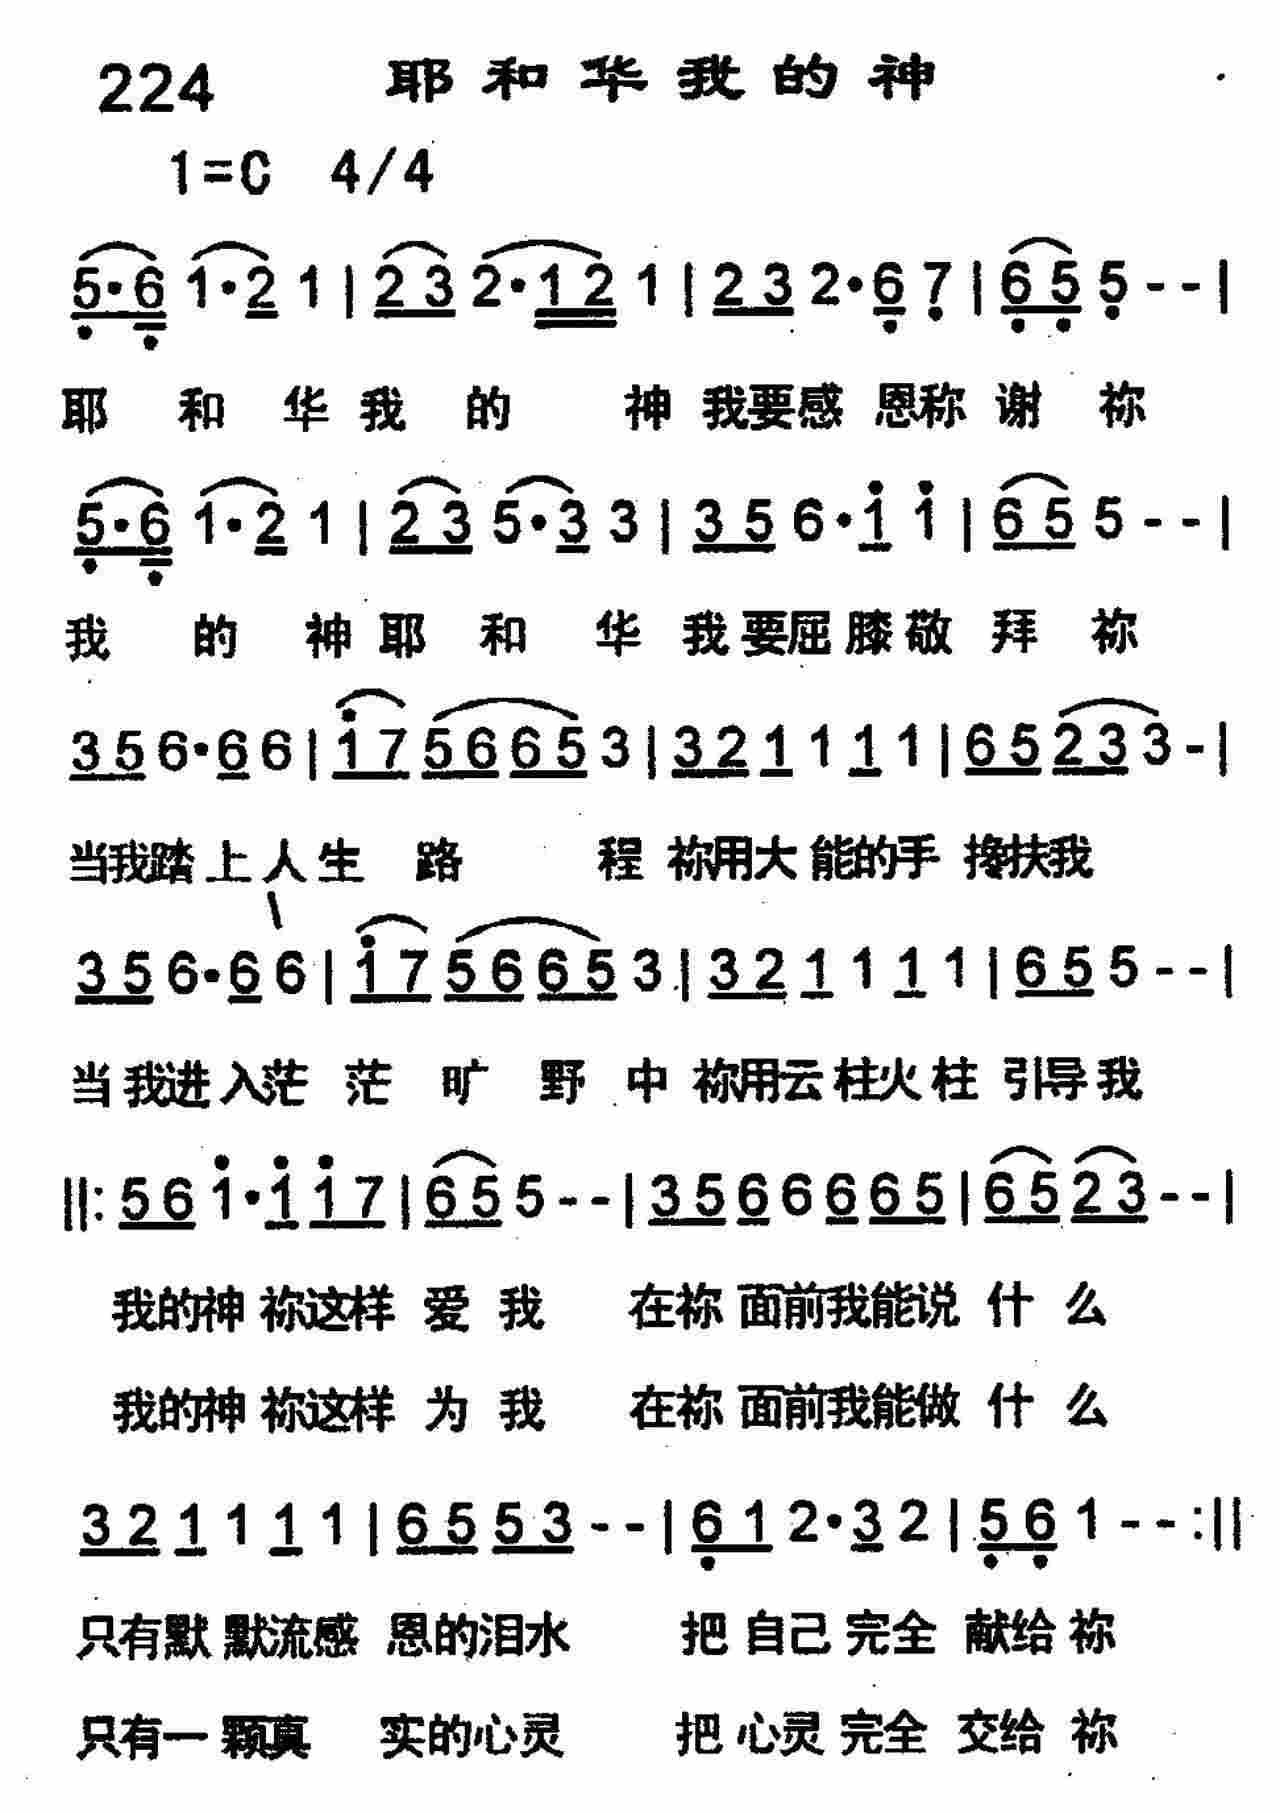 224 耶和华我的神
1=C 4/4
5·6 1·2 1 | 2 3 2·1 2 1 | 2 3 2·6 7 | 6 5 5 - - |
耶 和 华 我 的 神 我要感 恩称 谢 祢
5·6 1·2 1 | 2 3 5·3 3 | 3 5 6·1 1 | 6 5 5 - - |
我 的 神 耶 和 华 我 要屈 膝 敬 拜 祢
3 5 6·6 6 | 1 7 5 6 6 5 3 | 3 2 1 1 1 1 | 6 5 2 3 3 - |
当我踏 上 人 生 路 程 祢用大 能的手 搀扶我
3 5 6·6 6 | 1 7 5 6 6 5 3 | 3 2 1 1 1 1 | 6 5 5 - - |
当 我进 入茫 茫 旷 野 中 祢用云 柱火 柱 引导 我
||: 5 6 1·1 1 7 | 6 5 5 - - | 3 5 6 6 6 6 5 | 6 5 2 3 - - |
我的神 祢这样 爱 我 在祢 面前我能说 什 么
我的神 祢这样 为 我 在祢 面前我能做 什 么
3 2 1 1 1 1 | 6 5 5 3 - - | 6 1 2·3 2 | 5 6 1 - - :||
只有默 默流感 恩的泪水 把 自己 完全 献给 祢
只有一 颗真 实的心灵 把 心灵 完全 交给 祢